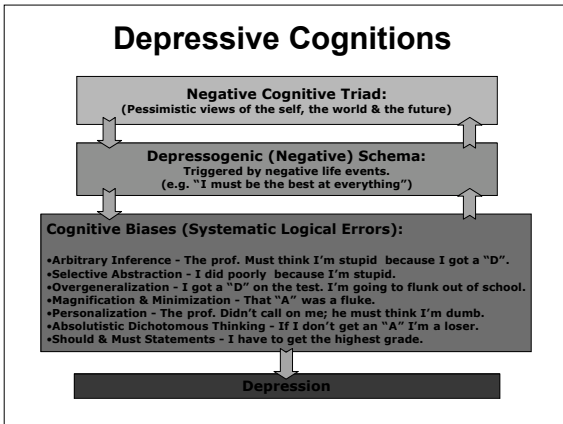 Depressive Cognitions
Negative Cognitive Triad:
(Pessimistic views of the self, the world & the future)
Depressogenic (Negative) Schema:
Triggered by negative life events.
(e.g. “I must be the best at everything”)
Cognitive Biases (Systematic Logical Errors):
•Arbitrary Inference - The prof. Must think I’m stupid because I got a “D”.
•Selective Abstraction - I did poorly because I’m stupid.
•Overgeneralization - I got a “D” on the test. I’m going to flunk out of school.
•Magnification & Minimization - That “A” was a fluke.
•Personalization - The prof. Didn’t call on me; he must think I’m dumb.
•Absolutistic Dichotomous Thinking - If I don’t get an “A” I’m a loser.
•Should & Must Statements - I have to get the highest grade.
Depression